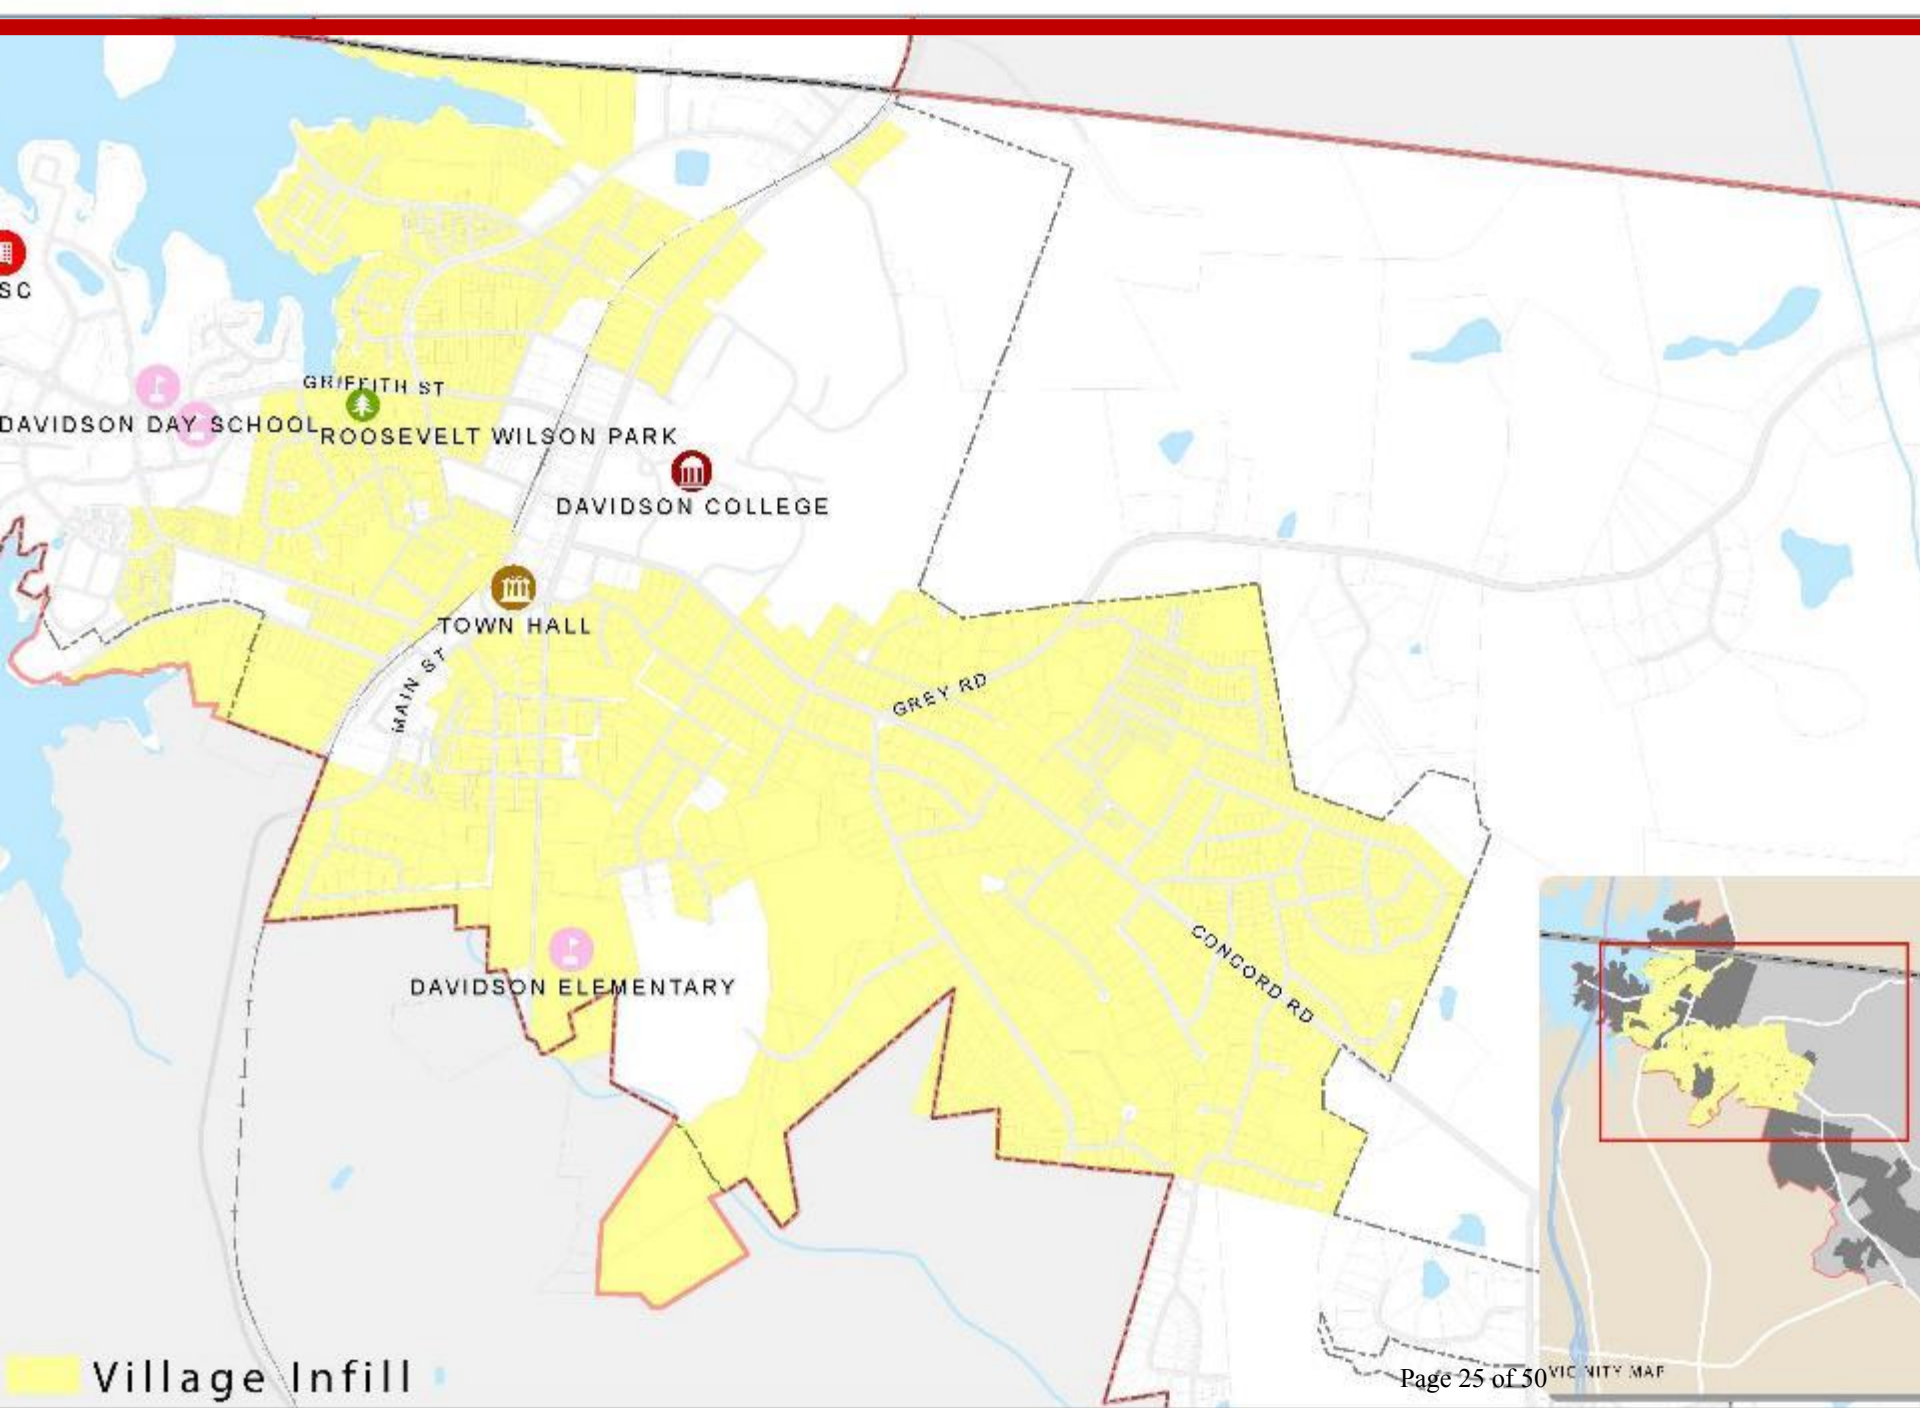 SC
GRIFFITH ST
DAVIDSON DAY SCHOOL
ROOSEVELT WILSON PARK
DAVIDSON COLLEGE
TOWN HALL
MAIN ST
GREY RD
CONCORD RD
DAVIDSON ELEMENTARY
Village Infill
Page 25 of 50
VICINITY MAP